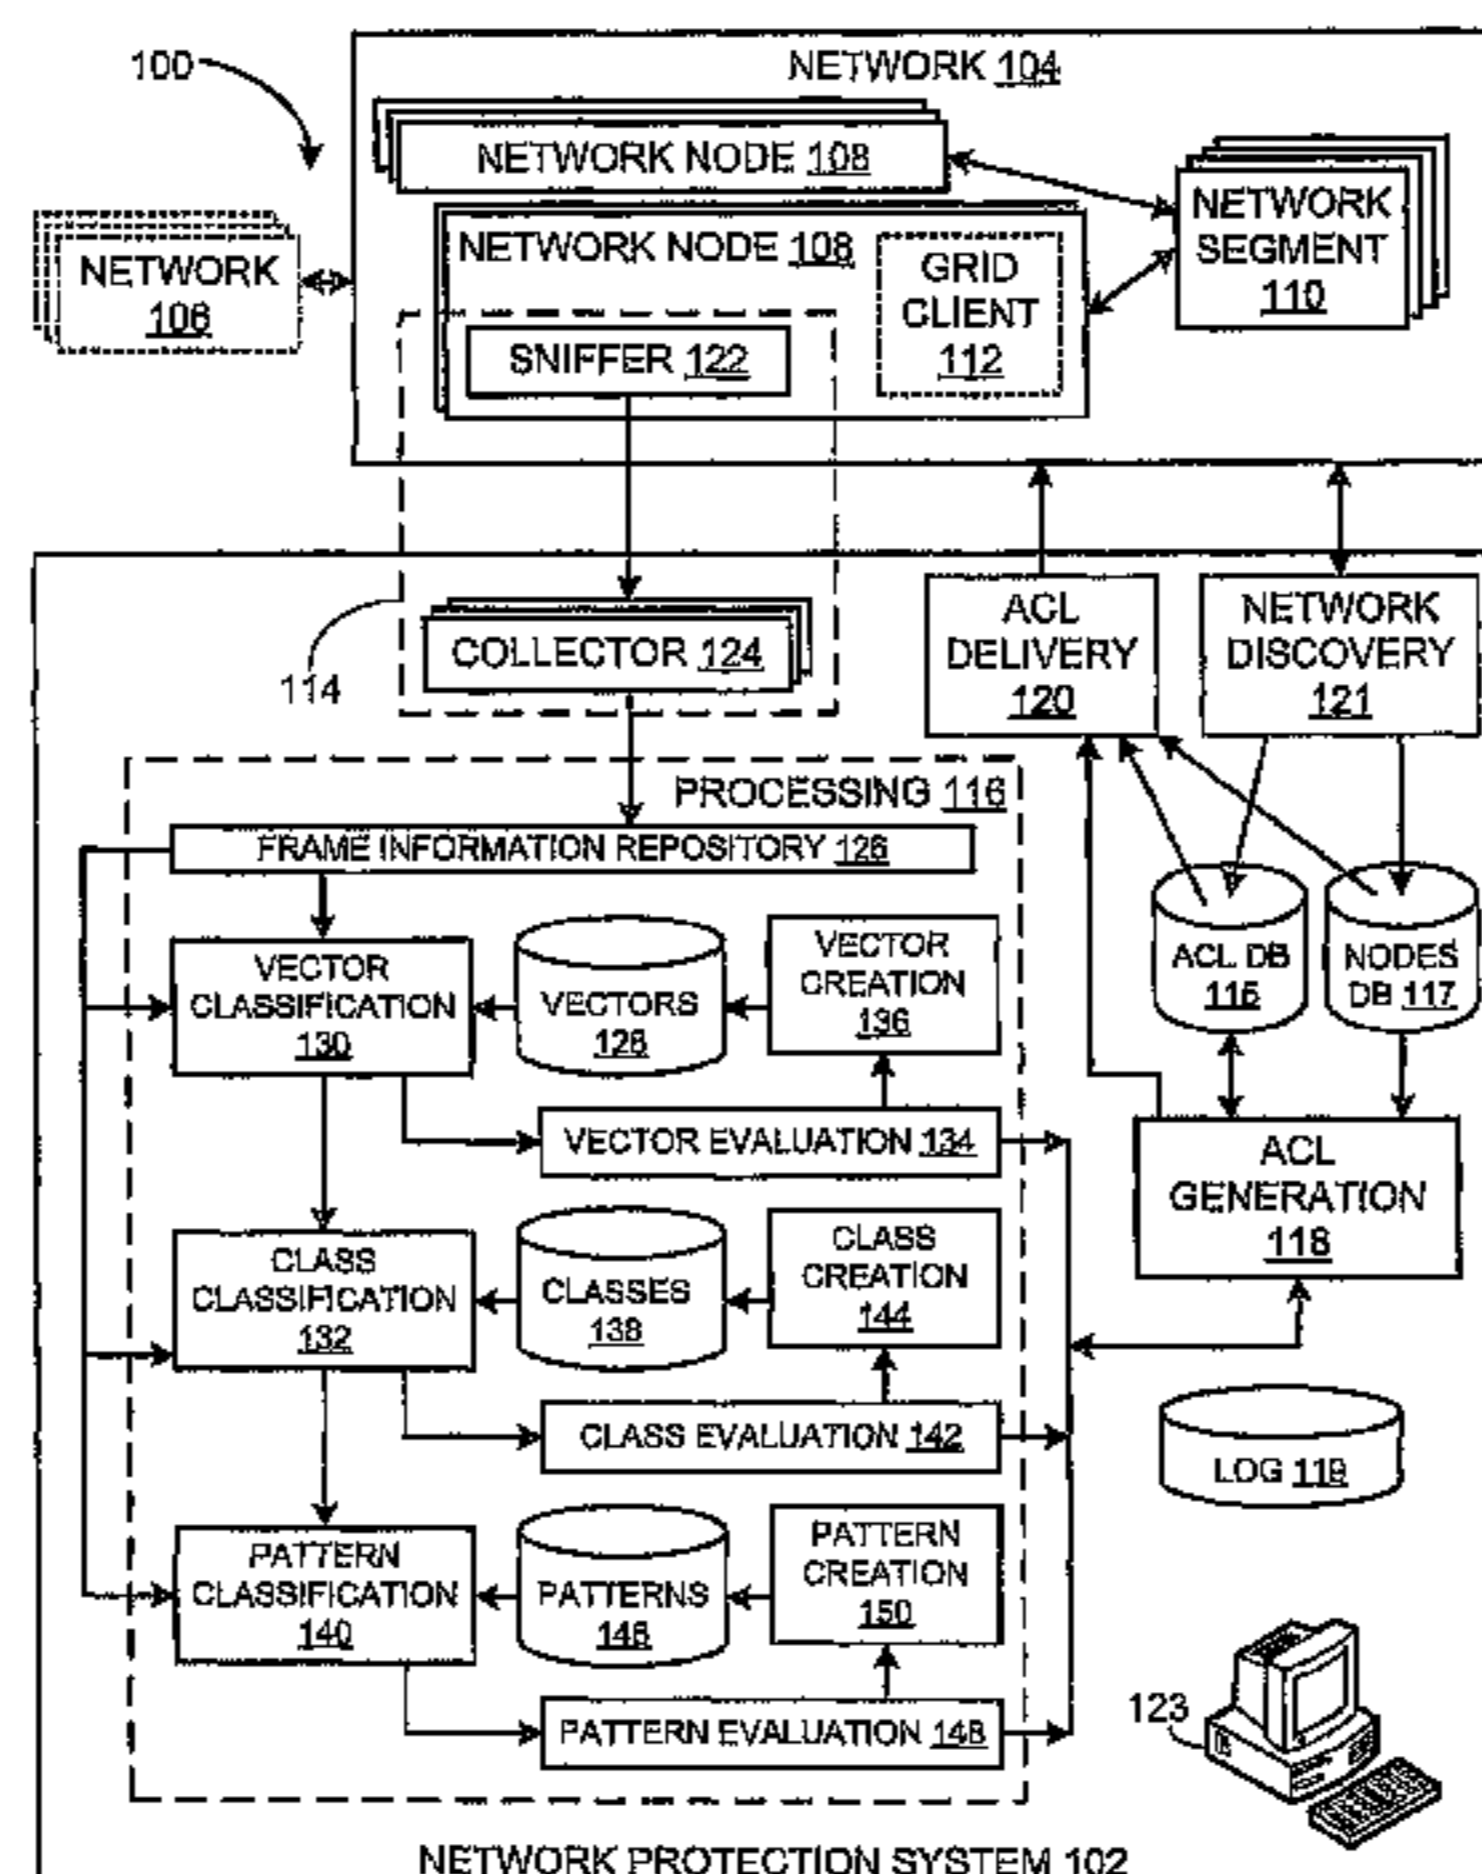 100
NETWORK 104
NETWORK NODE 108
NETWORK
SEGMENT
110
NETWORK NODE 108
GRID
CLIENT
112
NETWORK
106
SNIFFER 122
ACL
DELIVERY
120
NETWORK
DISCOVERY
121
COLLECTOR 124
114
PROCESSING 116
FRAME INFORMATION REPOSITORY 126
VECTOR
CLASSIFICATION
130
VECTORS
128
VECTOR
CREATION
136
ACL DB
115
NODES
DB 117
VECTOR EVALUATION 134
ACL
GENERATION
118
CLASS
CLASSIFICATION
132
CLASSES
138
CLASS
CREATION
144
CLASS EVALUATION 142
LOG 119
PATTERN
CLASSIFICATION
140
PATTERNS
146
PATTERN
CREATION
150
PATTERN EVALUATION 148
123
NETWORK PROTECTION SYSTEM 102